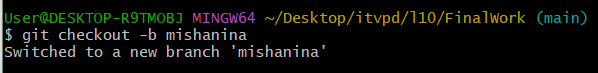 User@DESKTOP-R9TMOBJ MINGW64 ~/Desktop/itvpd/l10/FinalWork (main)
$ git checkout -b mishanina
Switched to a new branch 'mishanina'